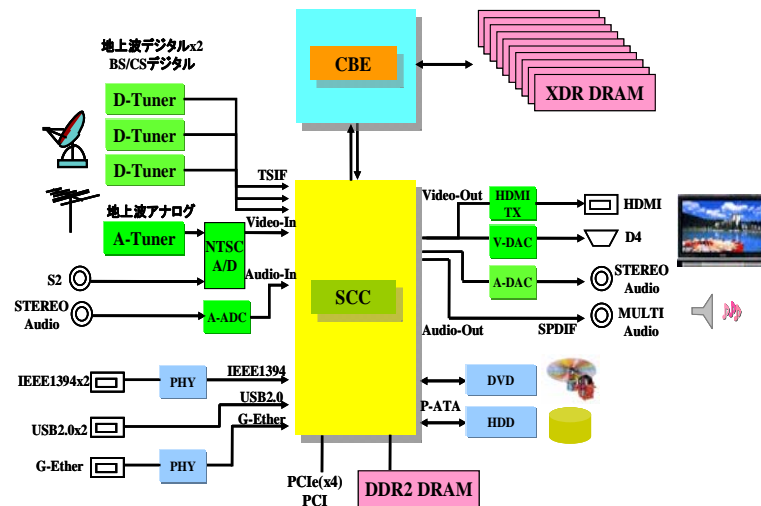 地上波デジタルx2
BS/CSデジタル
CBE
XDR DRAM
D-Tuner
D-Tuner
D-Tuner
TSIF
地上波アナログ
A-Tuner
NTSC
A/D
Video-In
Audio-In
S2
STEREO
Audio
A-ADC
SCC
Video-Out
HDMI
TX
HDMI
V-DAC
D4
A-DAC
STEREO
Audio
Audio-Out
SPDIF
MULTI
Audio
IEEE1394x2
PHY
IEEE1394
USB2.0
USB2.0x2
G-Ether
G-Ether
PHY
DVD
P-ATA
HDD
PCIe(x4)
PCI
DDR2 DRAM